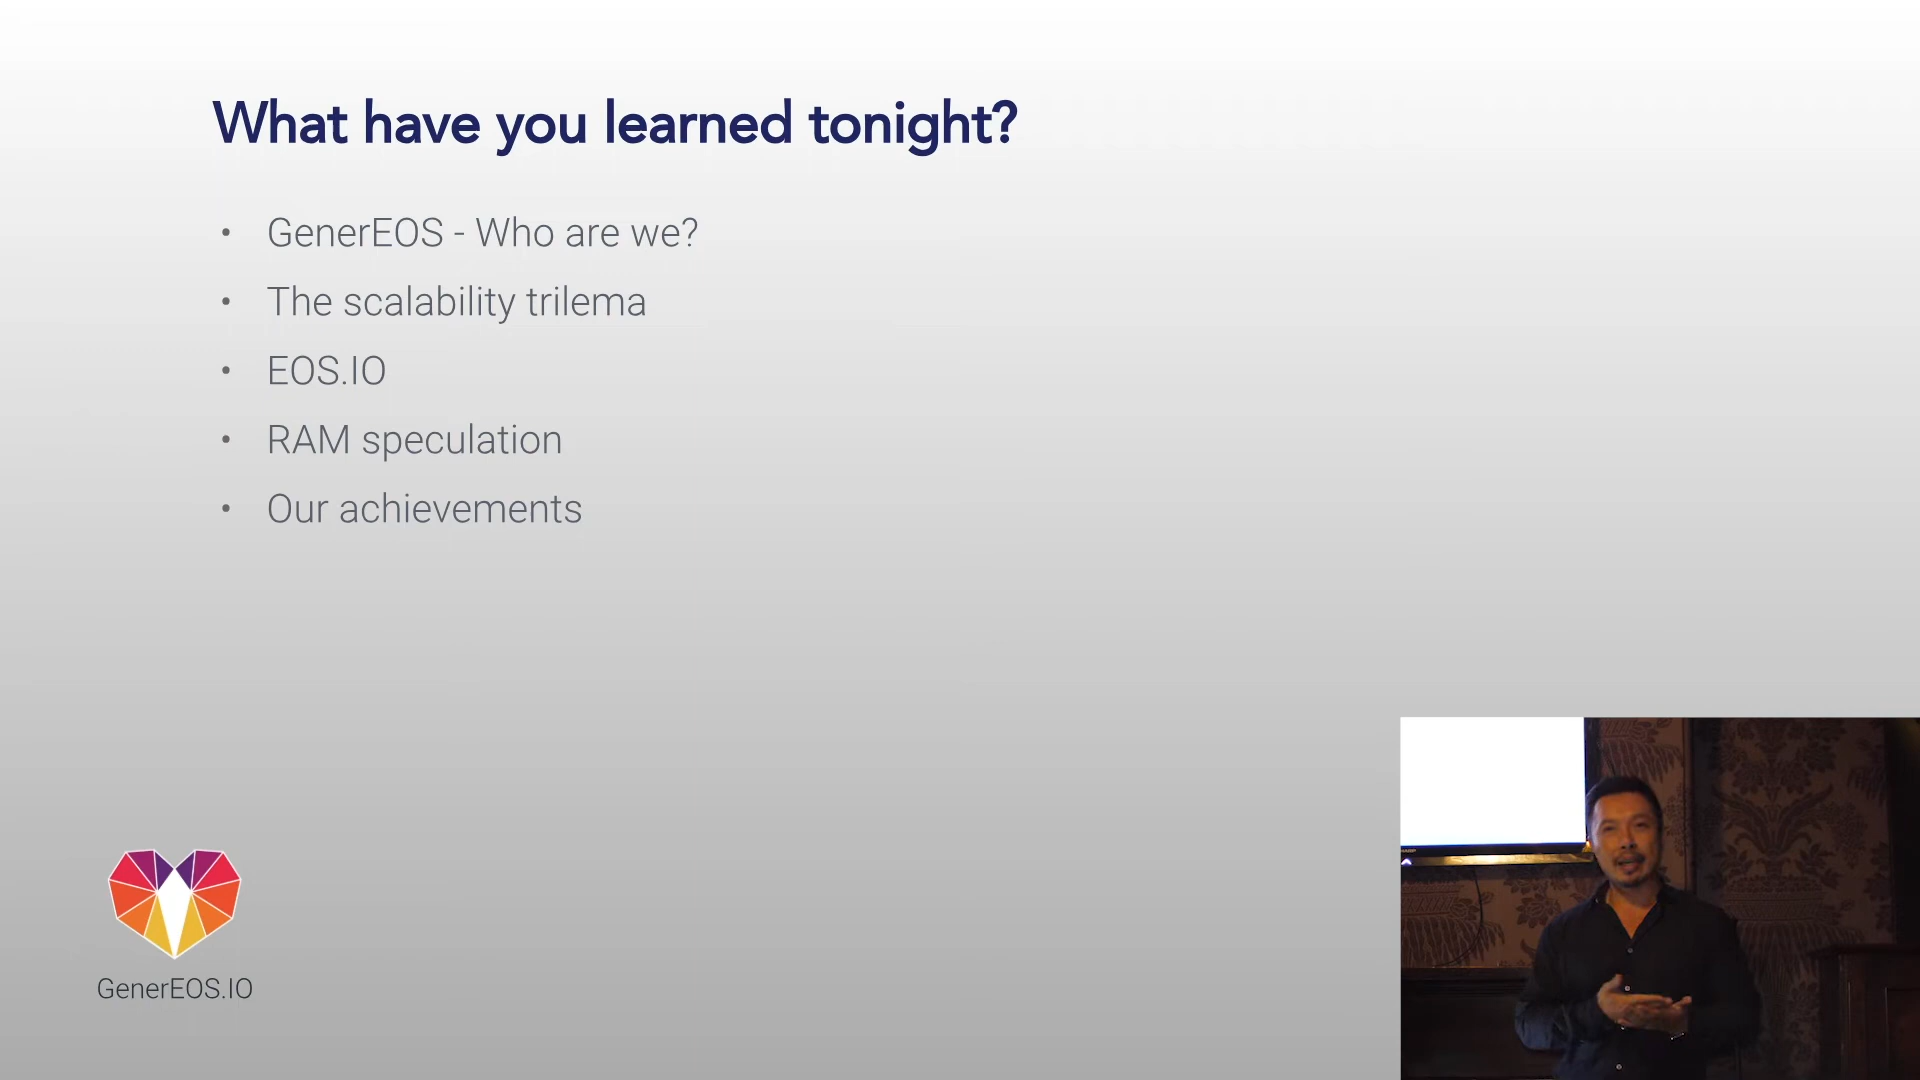 What have you learned tonight?
• GenerEOS - Who are we?
• The scalability trilema
• EOS.IO
• RAM speculation
• Our achievements
GenerEOS.IO